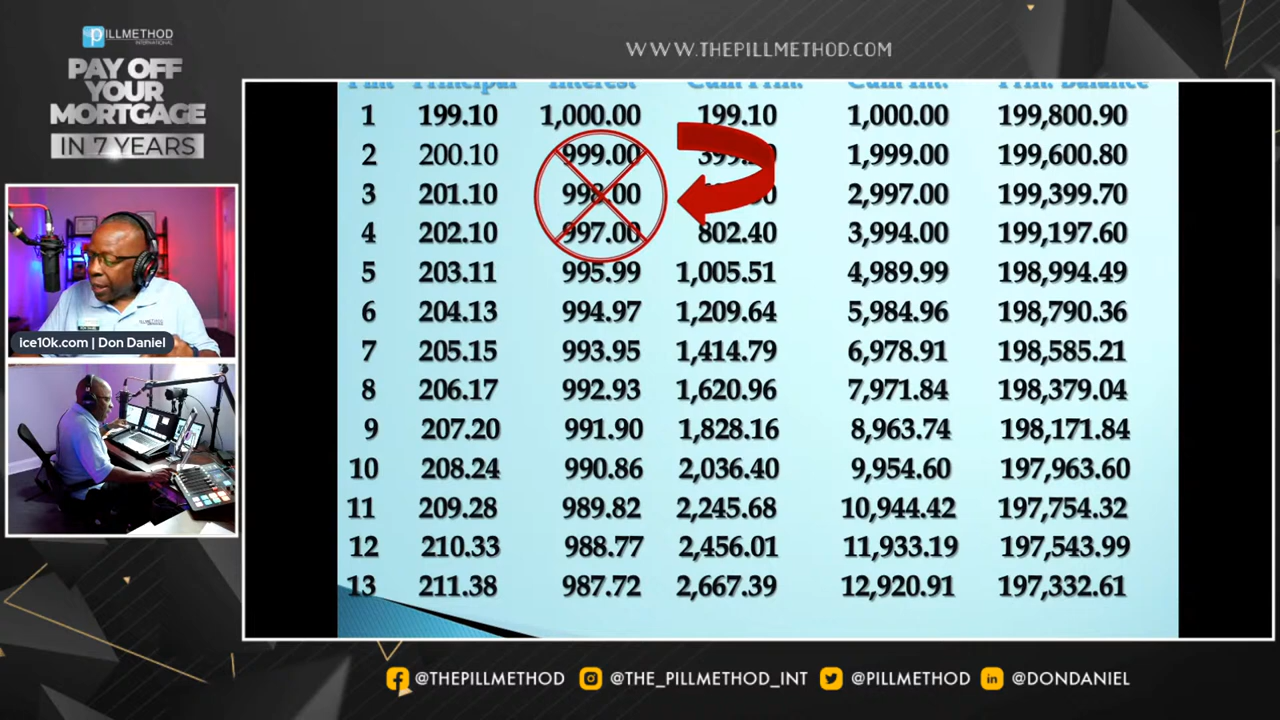 PILLMETHOD
INTERNATIONAL
PAY OFF
YOUR
MORTGAGE
IN 7 YEARS
WWW.THEPILLMETHOD.COM
Pmt Principal Interest Cum Prin. Cum Int. Prin. Balance
1 199.10 1,000.00 199.10 1,000.00 199,800.90
2 200.10 999.00 1,999.00 199,600.80
3 201.10 998.00 2,997.00 199,399.70
4 202.10 997.00 802.40 3,994.00 199,197.60
5 203.11 995.99 1,005.51 4,989.99 198,994.49
6 204.13 994.97 1,209.64 5,984.96 198,790.36
7 205.15 993.95 1,414.79 6,978.91 198,585.21
8 206.17 992.93 1,620.96 7,971.84 198,379.04
9 207.20 991.90 1,828.16 8,963.74 198,171.84
10 208.24 990.86 2,036.40 9,954.60 197,963.60
11 209.28 989.82 2,245.68 10,944.42 197,754.32
12 210.33 988.77 2,456.01 11,933.19 197,543.99
13 211.38 987.72 2,667.39 12,920.91 197,332.61
ice10k.com | Don Daniel
@THEPILLMETHOD @THE_PILLMETHOD_INT @PILLMETHOD @DONDANIEL